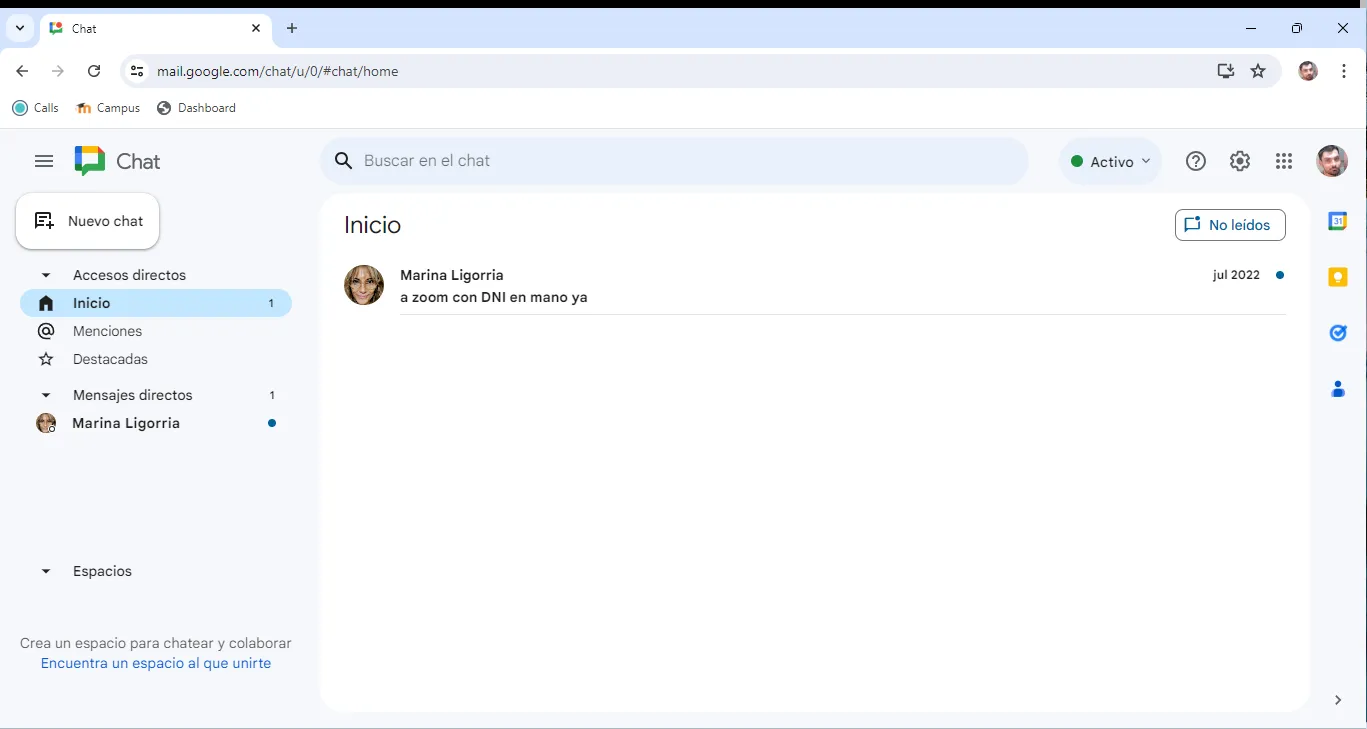 Chat
mail.google.com/chat/u/0/#chat/home
Calls
Campus
Dashboard
Chat
Buscar en el chat
Activo
Nuevo chat
Accesos directos
Inicio 1
Menciones
Destacadas
Mensajes directos 1
Marina Ligorria
Espacios
Crea un espacio para chatear y colaborar
Encuentra un espacio al que unirte
Inicio
No leídos
Marina Ligorria
jul 2022
a zoom con DNI en mano ya
31